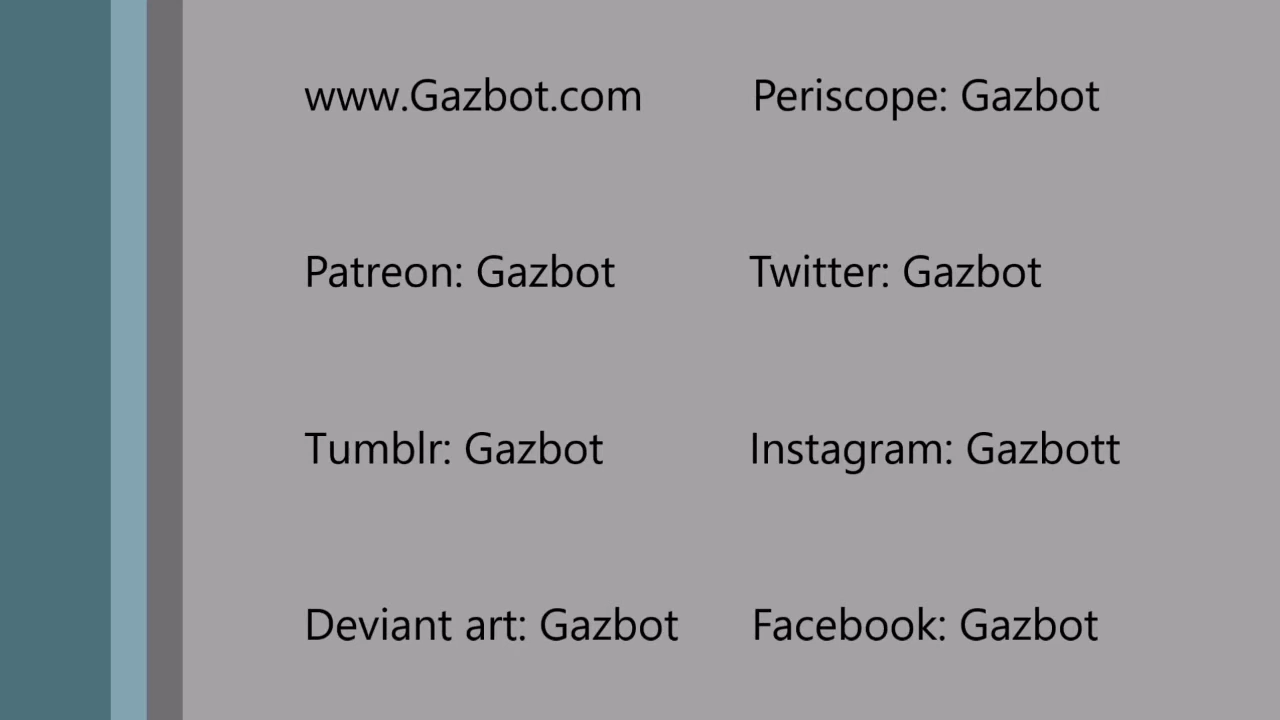 www.Gazbot.com Periscope: Gazbot
Patreon: Gazbot Twitter: Gazbot
Tumblr: Gazbot Instagram: Gazbott
Deviant art: Gazbot Facebook: Gazbot